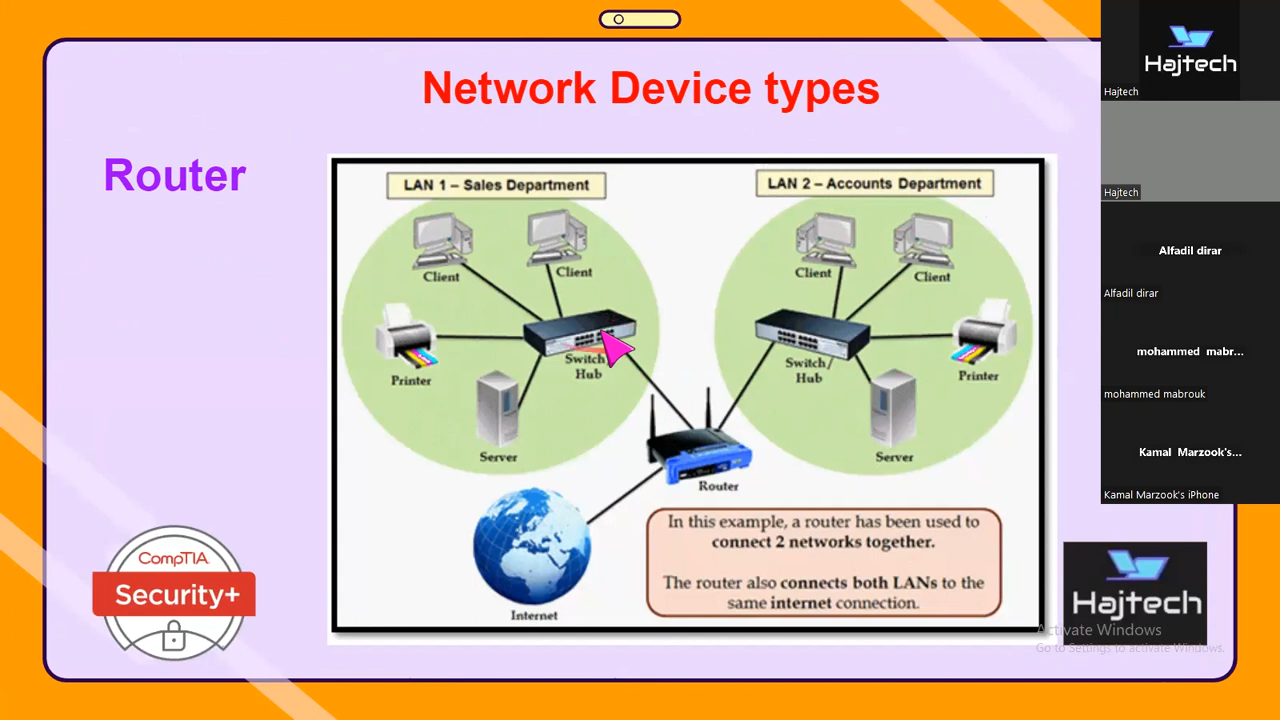 Network Device types
Router
LAN 1 – Sales Department
LAN 2 – Accounts Department
Client
Client
Client
Client
Printer
Switch
Hub
Switch/
Hub
Printer
Server
Server
Router
Internet
In this example, a router has been used to
connect 2 networks together.
The router also connects both LANs to the
same internet connection.
CompTIA
Security+
Hajtech
Activate Windows
Go to Settings to activate Windows.
Hajtech
Hajtech
Hajtech
Alfadil dirar
Alfadil dirar
mohammed mabr...
mohammed mabrouk
Kamal Marzook's...
Kamal Marzook's iPhone